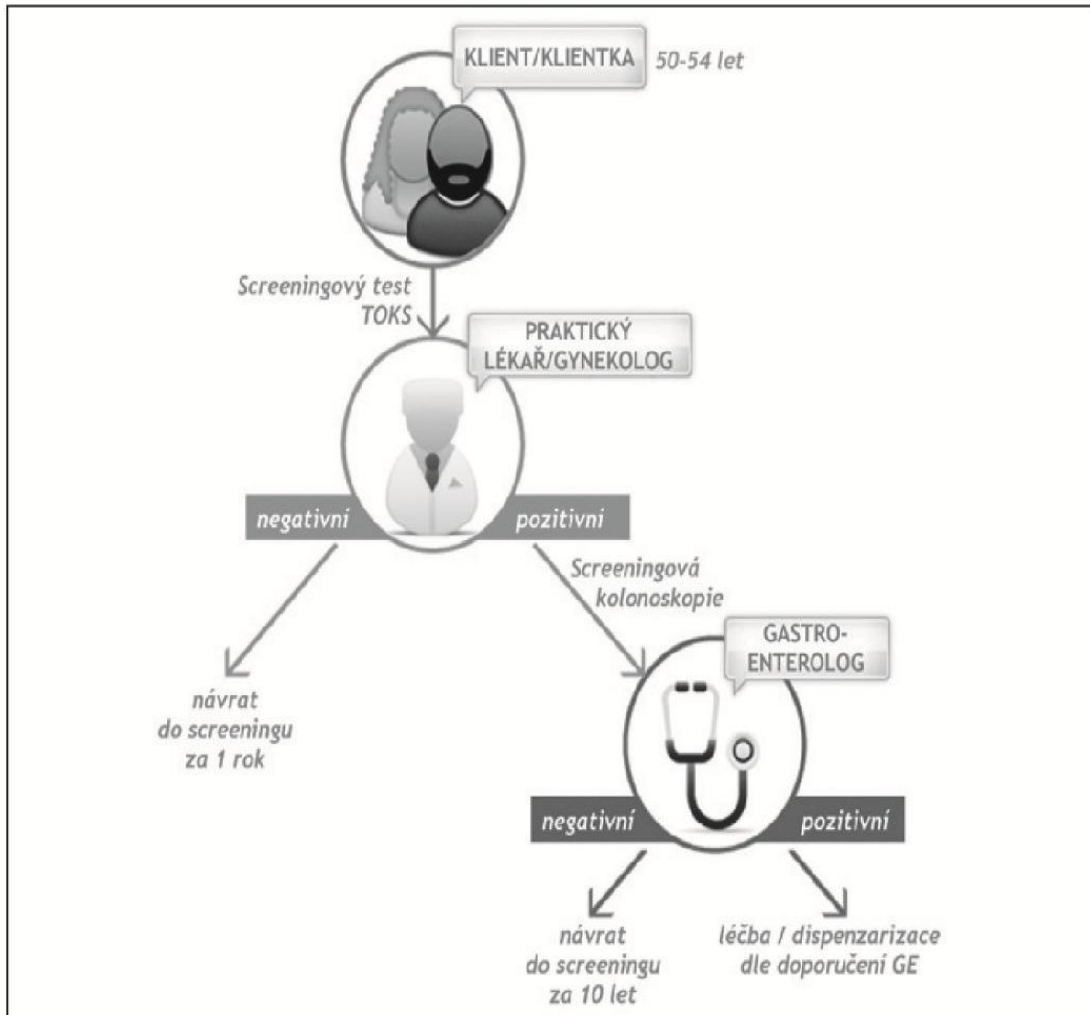 KLIENT/KLIENTKA
50-54 let
Screeningový test
TOKS
PRAKTICKÝ
LÉKAŘ/GYNEKOLOG
negativní
pozitivní
Screeningová
kolonoskopie
GASTRO-
ENTEROLOG
návrat
do screeningu
za 1 rok
negativní
pozitivní
návrat
do screeningu
za 10 let
léčba / dispenzarizace
dle doporučení GE